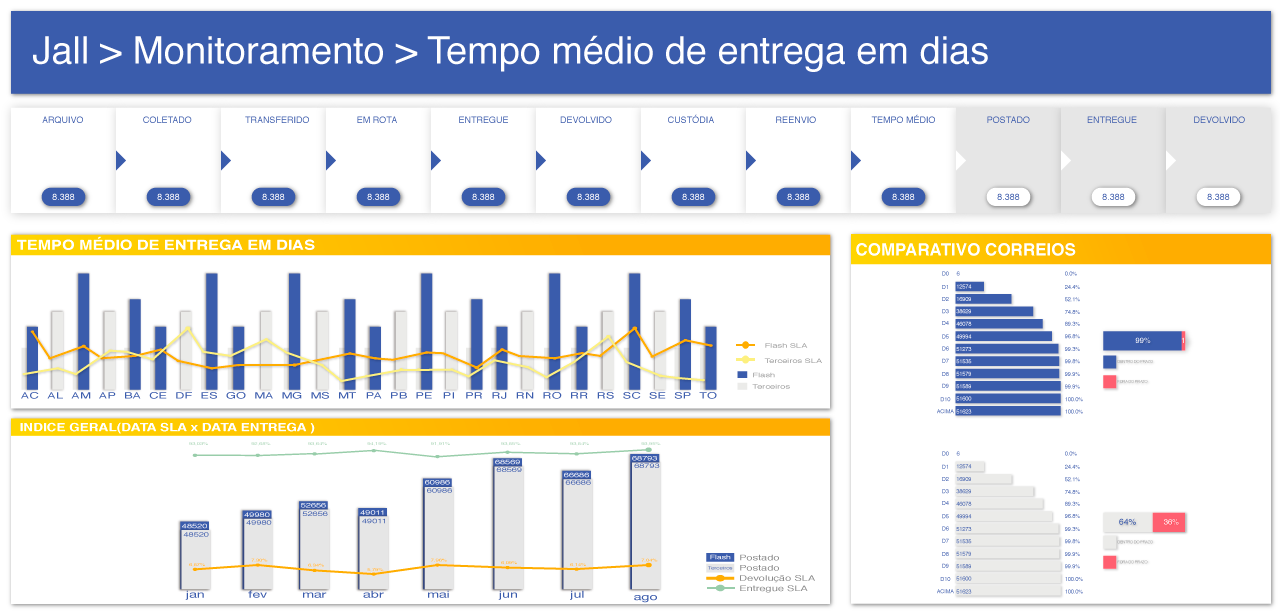 Jall > Monitoramento > Tempo médio de entrega em dias
ARQUIVO COLETADO TRANSFERIDO EM ROTA ENTREGUE DEVOLVIDO CUSTÓDIA REENVIO TEMPO MÉDIO POSTADO ENTREGUE DEVOLVIDO
8.388 8.388 8.388 8.388 8.388 8.388 8.388 8.388 8.388 8.388 8.388 8.388
TEMPO MÉDIO DE ENTREGA EM DIAS
Flash SLA
Terceiros SLA
Flash
Terceiros
AC AL AM AP BA CE DF ES GO MA MG MS MT PA PB PE PI PR RJ RN RO RR RS SC SE SP TO
INDICE GERAL(DATA SLA x DATA ENTREGA )
48520 49980 52656 49011 60986 68569 66686 68793
48520 49980 52656 49011 60986 68569 66686 68793
jan fev mar abr mai jun jul ago
Flash Postado
Terceiros Postado
Devolução SLA
Entregue SLA
COMPARATIVO CORREIOS
D0 6 0.0%
D1 12574 24.4%
D2 16909 52.1%
D3 38629 74.8%
D4 46078 89.3%
D5 49994 96.8%
D6 51273 99.3%
D7 51535 99.8%
D8 51579 99.9%
D9 51589 99.9%
D10 51600 100.0%
ACIMA 51623 100.0%
99%
D0 6 0.0%
D1 12574 24.4%
D2 16909 52.1%
D3 38629 74.8%
D4 46078 89.3%
D5 49994 96.8%
D6 51273 99.3%
D7 51535 99.8%
D8 51579 99.9%
D9 51589 99.9%
D10 51600 100.0%
ACIMA 51623 100.0%
64% 36%